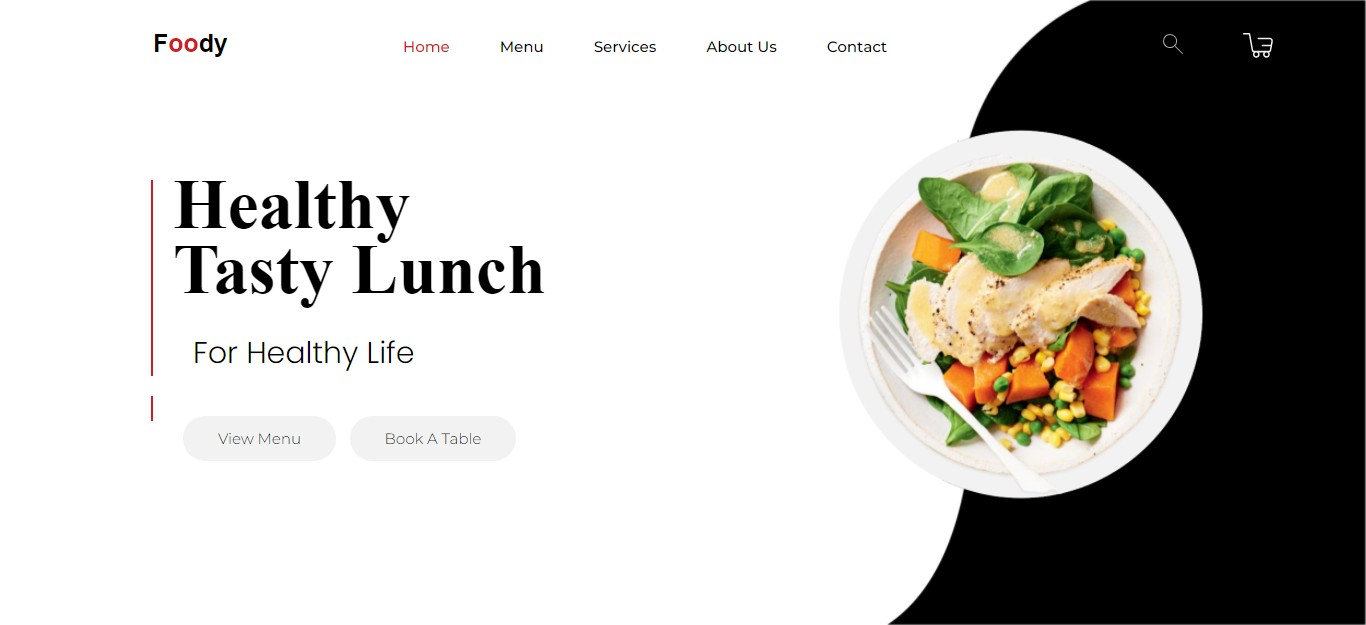 Foody
Home Menu Services About Us Contact
Healthy
Tasty Lunch
For Healthy Life
View Menu Book A Table